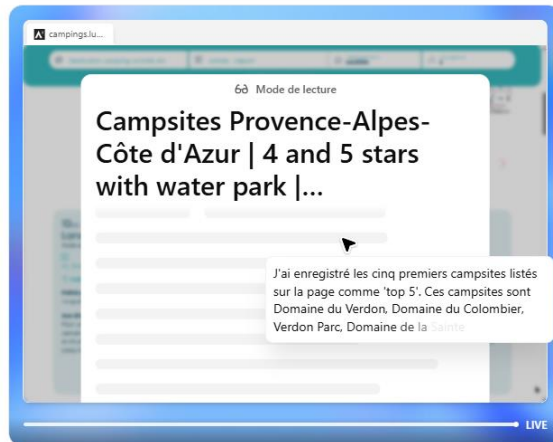 campings.lu...
Mode de lecture
Campsites Provence-Alpes-
Côte d'Azur | 4 and 5 stars
with water park |...
J'ai enregistré les cinq premiers campsites listés
sur la page comme 'top 5'. Ces campsites sont
Domaine du Verdon, Domaine du Colombier,
Verdon Parc, Domaine de la Sainte
LIVE